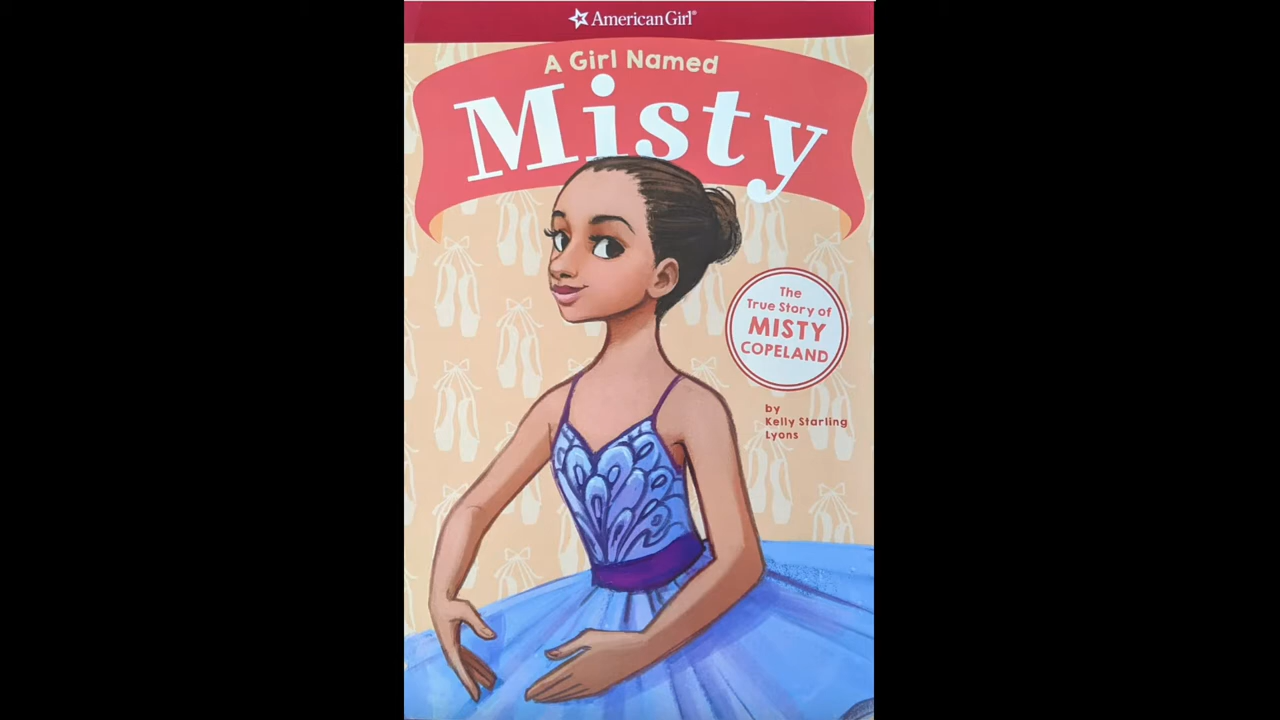 American Girl®
A Girl Named
Misty
The
True Story of
MISTY
COPELAND
by
Kelly Starling
Lyons